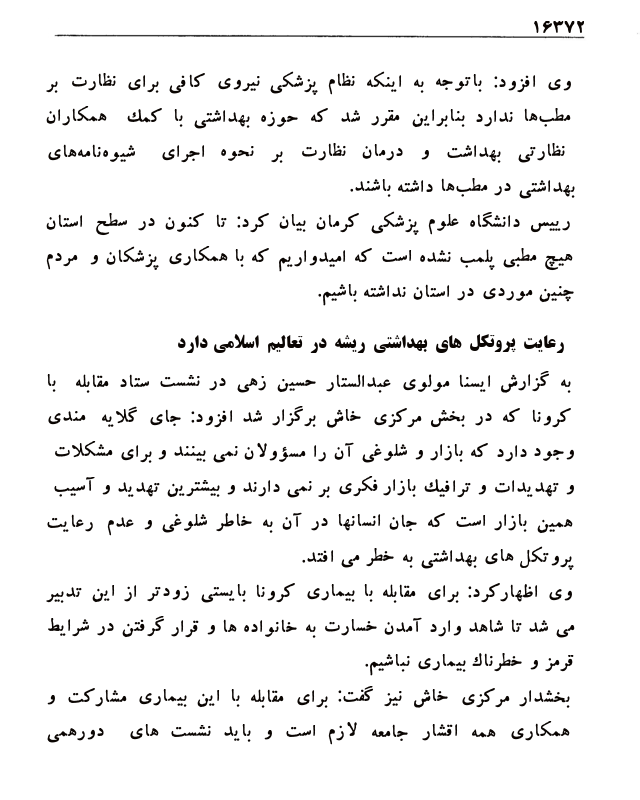 ۱۶۳۷۲
وی افزود: باتوجه به اینکه نظام پزشکی نیروی کافی برای نظارت بر
مطب‌ها ندارد بنابراین مقرر شد که حوزه بهداشتی با کمك همکاران
نظارتی بهداشت و درمان نظارت بر نحوه اجرای شیوه‌نامه‌های
بهداشتی در مطب‌ها داشته باشند.
رییس دانشگاه علوم پزشکی کرمان بیان کرد: تا کنون در سطح استان
هیچ مطبی پلمب نشده است که امیدواریم که با همکاری پزشکان و مردم
چنین موردی در استان نداشته باشیم.
رعایت پروتکل های بهداشتی ریشه در تعالیم اسلامی دارد
به گزارش ایسنا مولوی عبدالستار حسین زهی در نشست ستاد مقابله با
کرونا که در بخش مرکزی خاش برگزار شد افزود: جای گلایه مندی
وجود دارد که بازار و شلوغی آن را مسؤولان نمی بینند و برای مشکلات
و تهدیدات و ترافیك بازار فکری بر نمی دارند و بیشترین تهدید و آسیب
همین بازار است که جان انسانها در آن به خاطر شلوغی و عدم رعایت
پروتکل های بهداشتی به خطر می افتد.
وی اظهارکرد: برای مقابله با بیماری کرونا بایستی زودتر از این تدبیر
می شد تا شاهد وارد آمدن خسارت به خانواده ها و قرار گرفتن در شرایط
قرمز و خطرناك بیماری نباشیم.
بخشدار مرکزی خاش نیز گفت: برای مقابله با این بیماری مشارکت و
همکاری همه اقشار جامعه لازم است و باید نشست های دورهمی